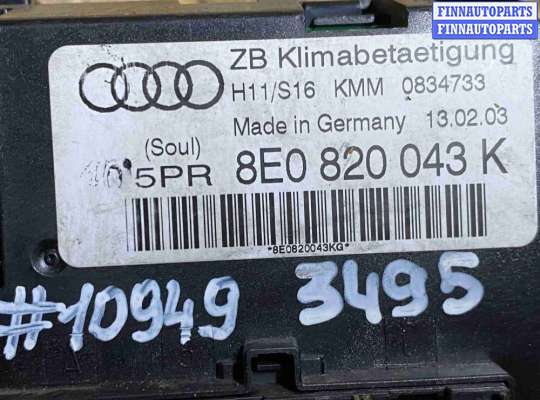 FINNAUTOPARTS
FINNAUTOPARTS
ZB Klimabetaetigung
H11/S16 KMM 0834733
Made in Germany 13.02.03
(Soul)
5PR 8E0 820 043 K
*8E0820043KG*
#10949 3495